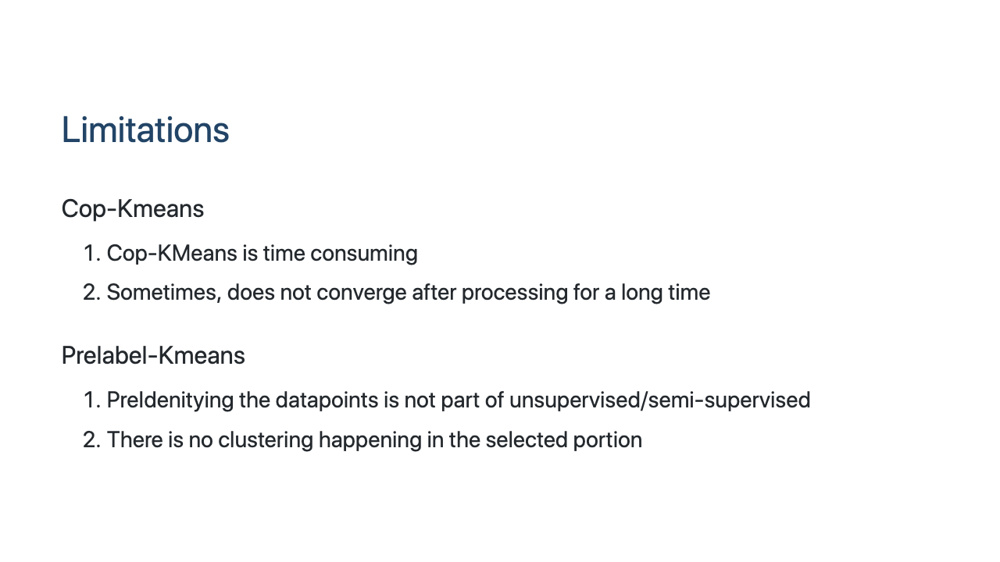 Limitations
Cop-Kmeans
1. Cop-KMeans is time consuming
2. Sometimes, does not converge after processing for a long time
Prelabel-Kmeans
1. PreIdenitying the datapoints is not part of unsupervised/semi-supervised
2. There is no clustering happening in the selected portion